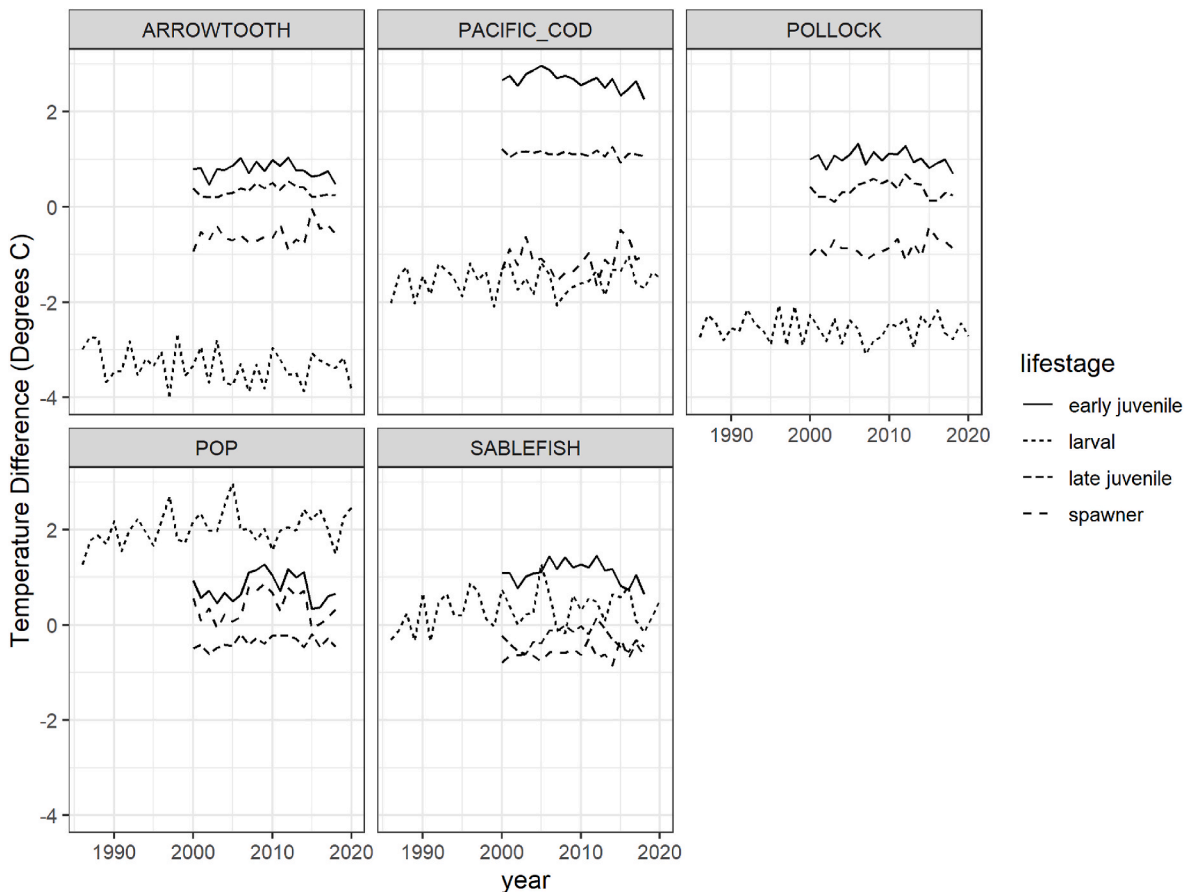 ARROWTOOTH
PACIFIC_COD
POLLOCK
2
0
-2
-4
1990 2000 2010 2020
POP
SABLEFISH
2
0
-2
-4
1990 2000 2010 2020
1990 2000 2010 2020
year
Temperature Difference (Degrees C)
lifestage
early juvenile
larval
late juvenile
spawner